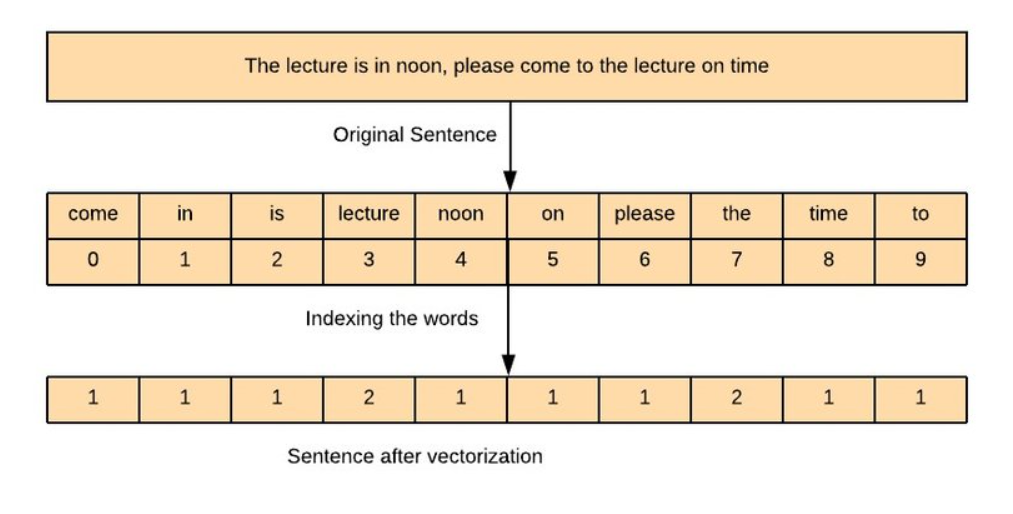 The lecture is in noon, please come to the lecture on time
Original Sentence
come in is lecture noon on please the time to
0 1 2 3 4 5 6 7 8 9
Indexing the words
1 1 1 2 1 1 1 2 1 1
Sentence after vectorization